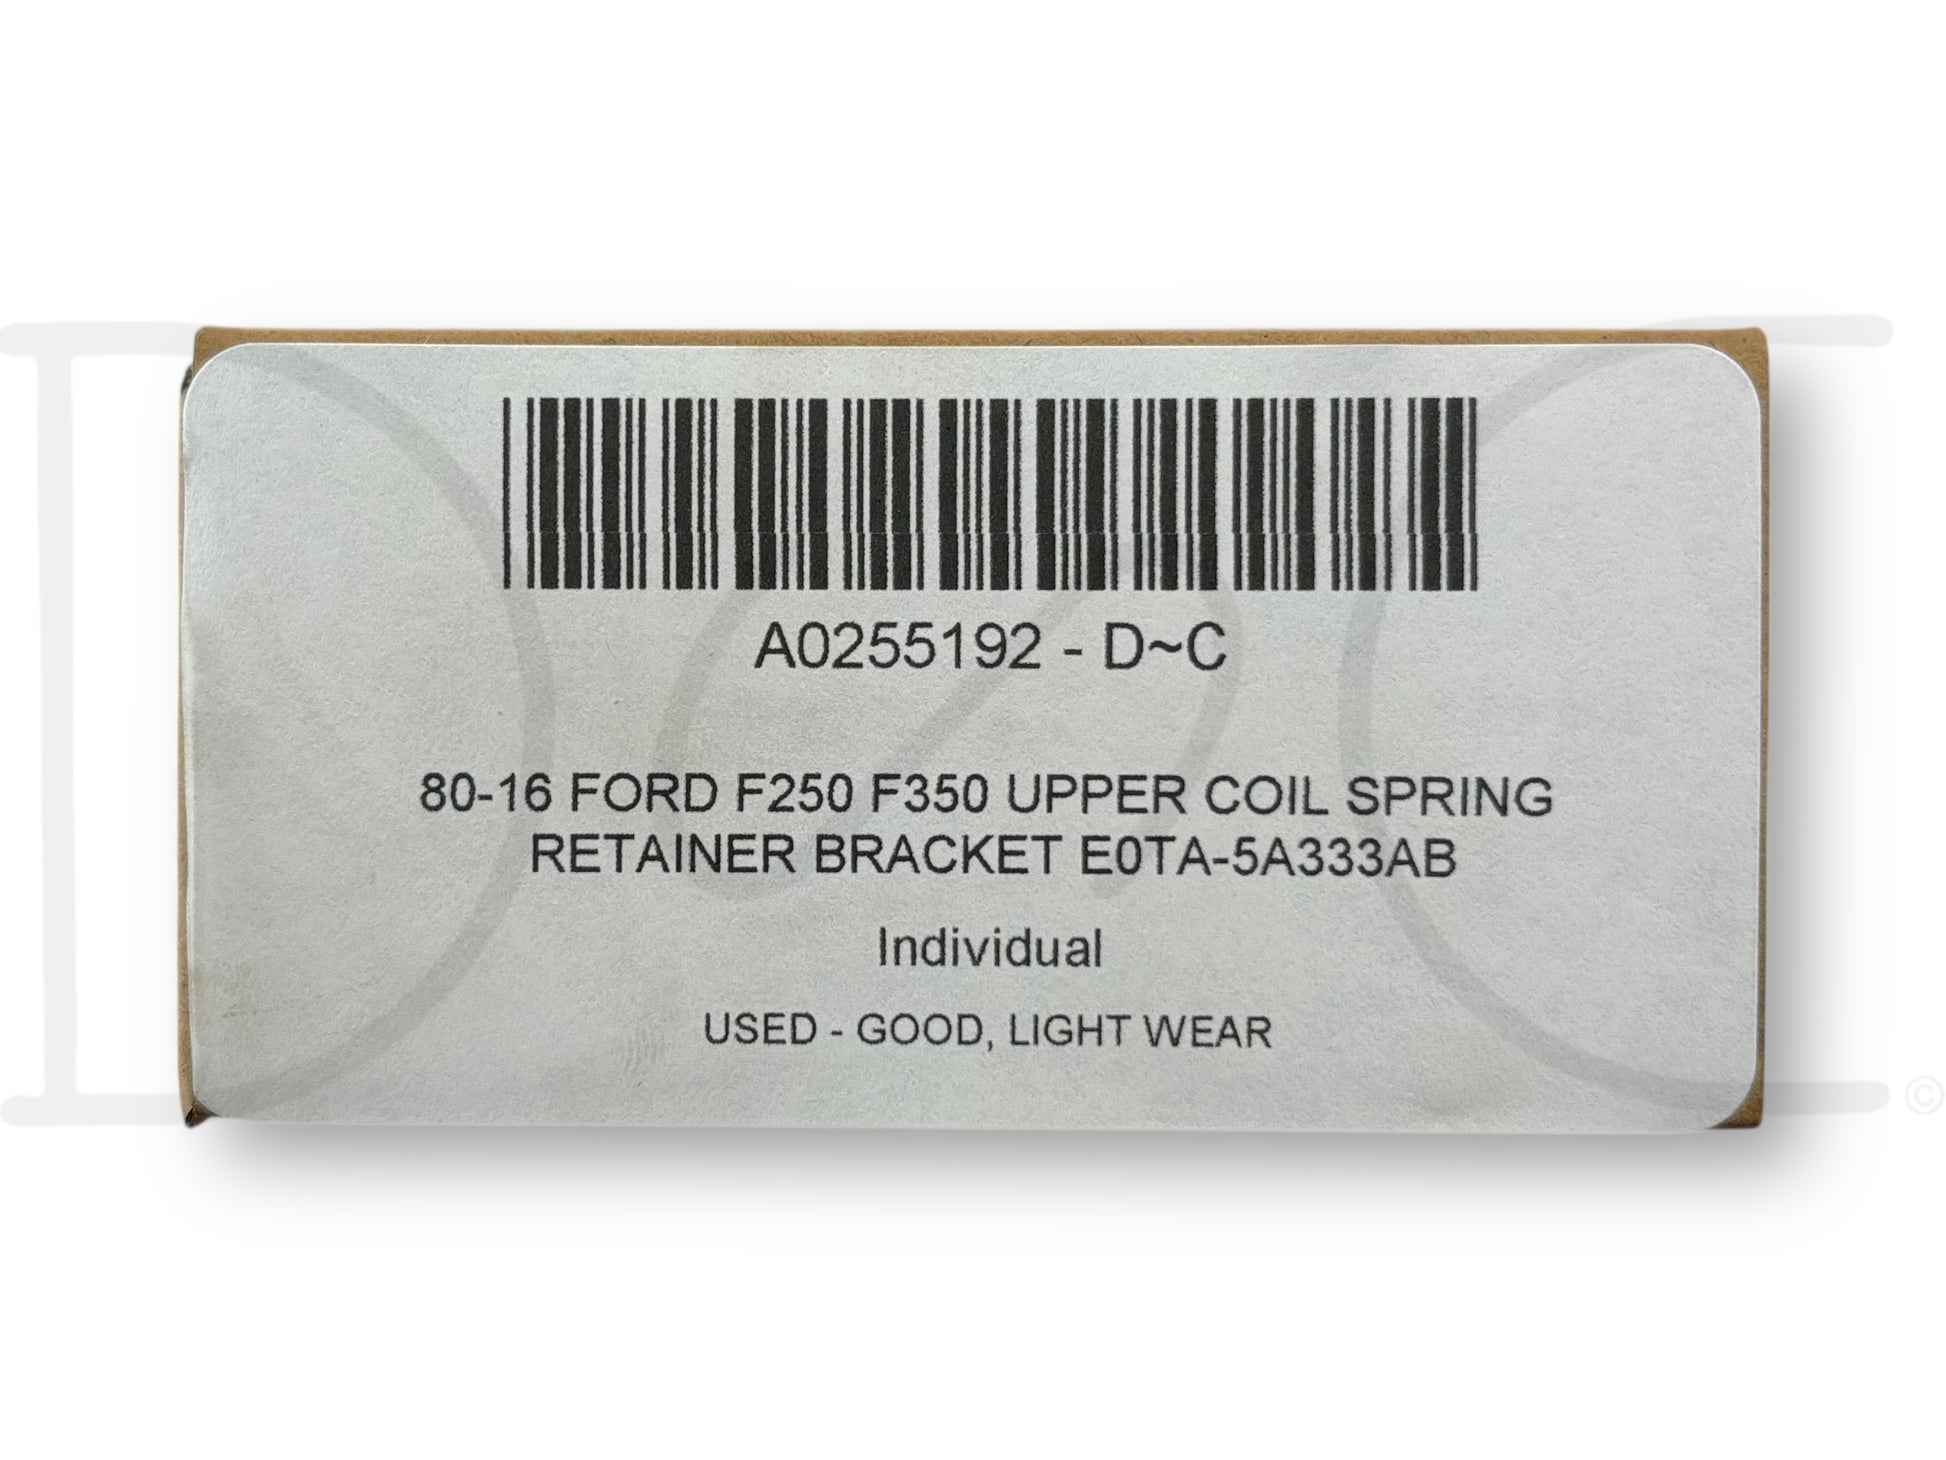 A0255192 - D~C
80-16 FORD F250 F350 UPPER COIL SPRING
RETAINER BRACKET E0TA-5A333AB
Individual
USED - GOOD, LIGHT WEAR
©